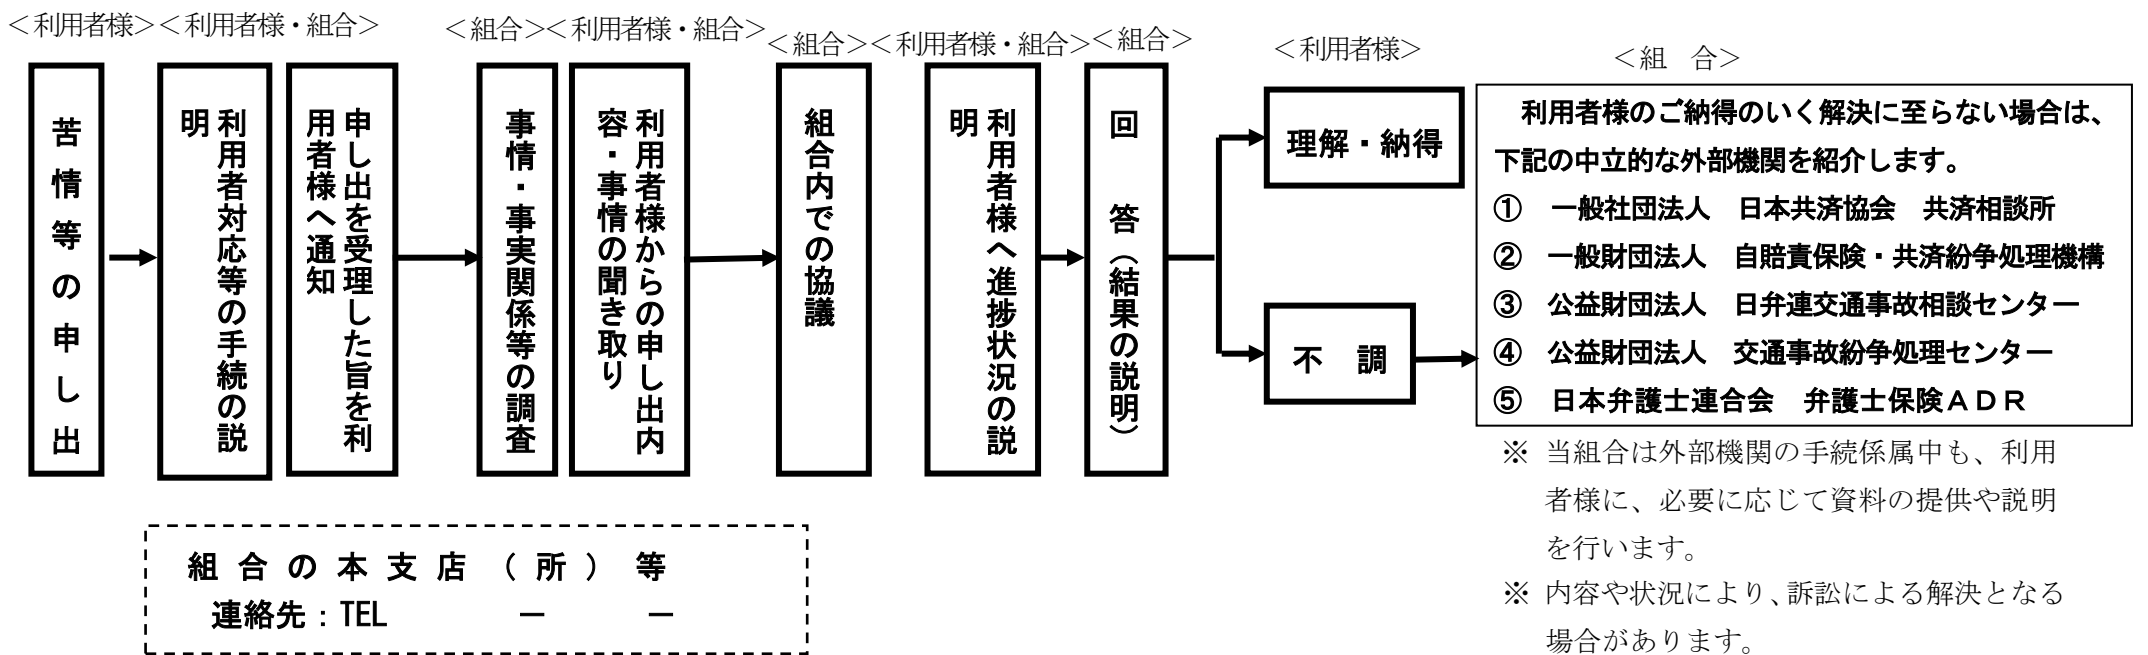 ＜利用者様＞
＜利用者様・組合＞
＜組合＞
＜利用者様・組合＞
＜組合＞
＜利用者様・組合＞
＜組合＞
＜利用者様＞
＜組　合＞
苦情等の申し出
利用者対応等の手続の説
明
申し出を受理した旨を利
用者様へ通知
事情・事実関係等の調査
利用者様からの申し出内
容・事情の聞き取り
組合内での協議
利用者様へ進捗状況の説
明
回　答（結果の説明）
理解・納得
不　調
利用者様のご納得のいく解決に至らない場合は、
下記の中立的な外部機関を紹介します。
①　一般社団法人　日本共済協会　共済相談所
②　一般財団法人　自賠責保険・共済紛争処理機構
③　公益財団法人　日弁連交通事故相談センター
④　公益財団法人　交通事故紛争処理センター
⑤　日本弁護士連合会　弁護士保険ＡＤＲ
※ 当組合は外部機関の手続係属中も、利用
者様に、必要に応じて資料の提供や説明
を行います。
※ 内容や状況により、訴訟による解決となる
場合があります。
組合の本支店（所）等
連絡先：TEL　　　－　　　－